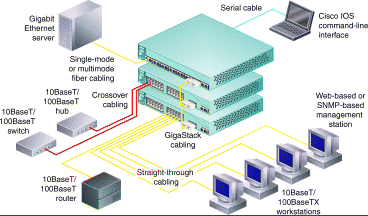 Gigabit
Ethernet
server
Serial cable
Cisco IOS
command-line
interface
Single-mode
or multimode
fiber cabling
Crossover
cabling
10BaseT/
100BaseT
hub
10BaseT/
100BaseT
switch
Web-based or
SNMP-based
management
station
GigaStack
cabling
Straight-through
cabling
10BaseT/
100BaseT
router
10BaseT/
100BaseTX
workstations